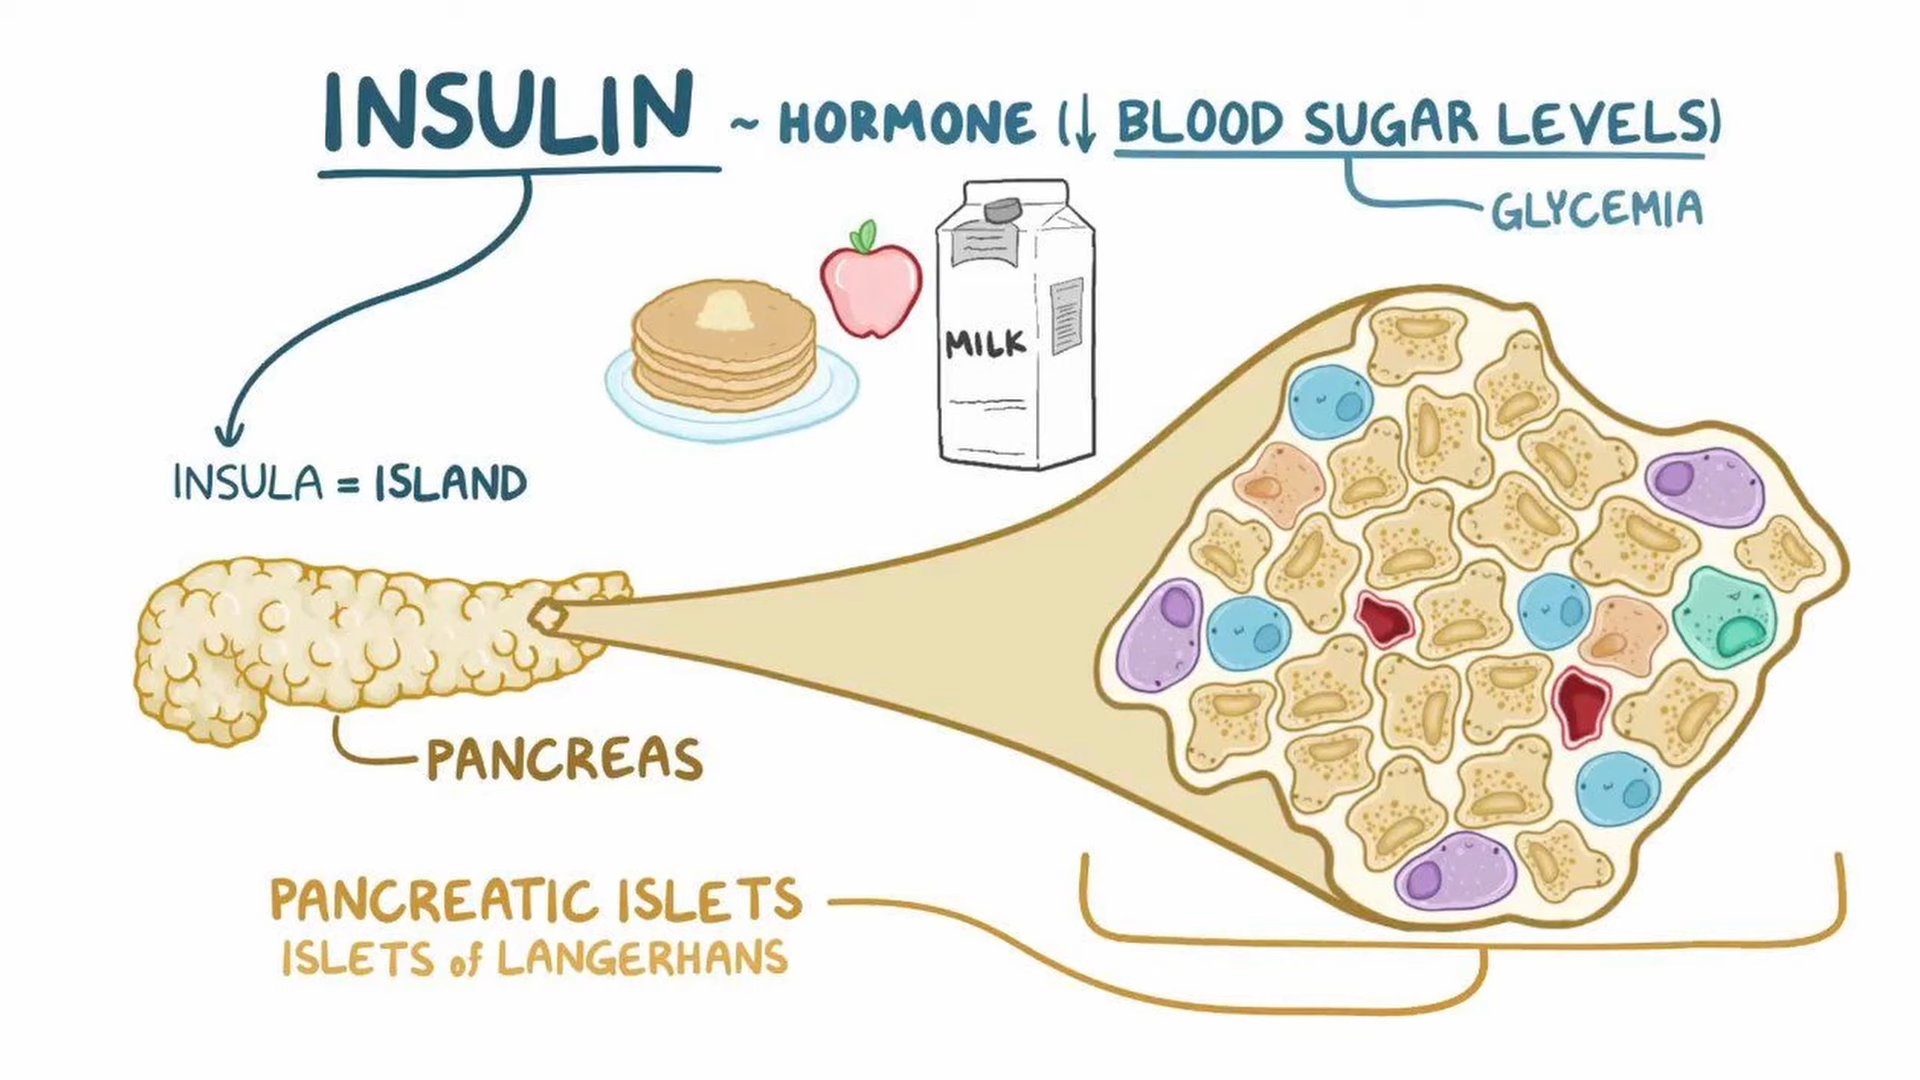 INSULIN ~ HORMONE (↓ BLOOD SUGAR LEVELS)
GLYCEMIA
MILK
INSULA = ISLAND
PANCREAS
PANCREATIC ISLETS
ISLETS of LANGERHANS